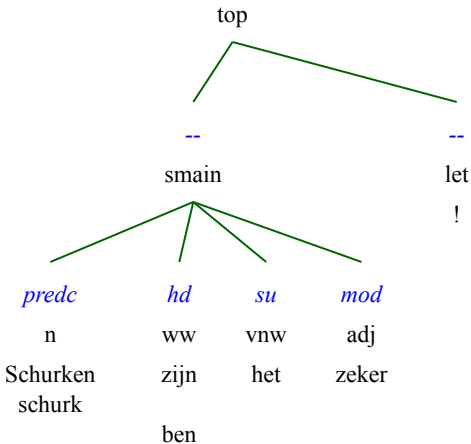 top
-- --
smain let
!
predc hd su mod
n ww vnw adj
Schurken zijn het zeker
schurk
ben